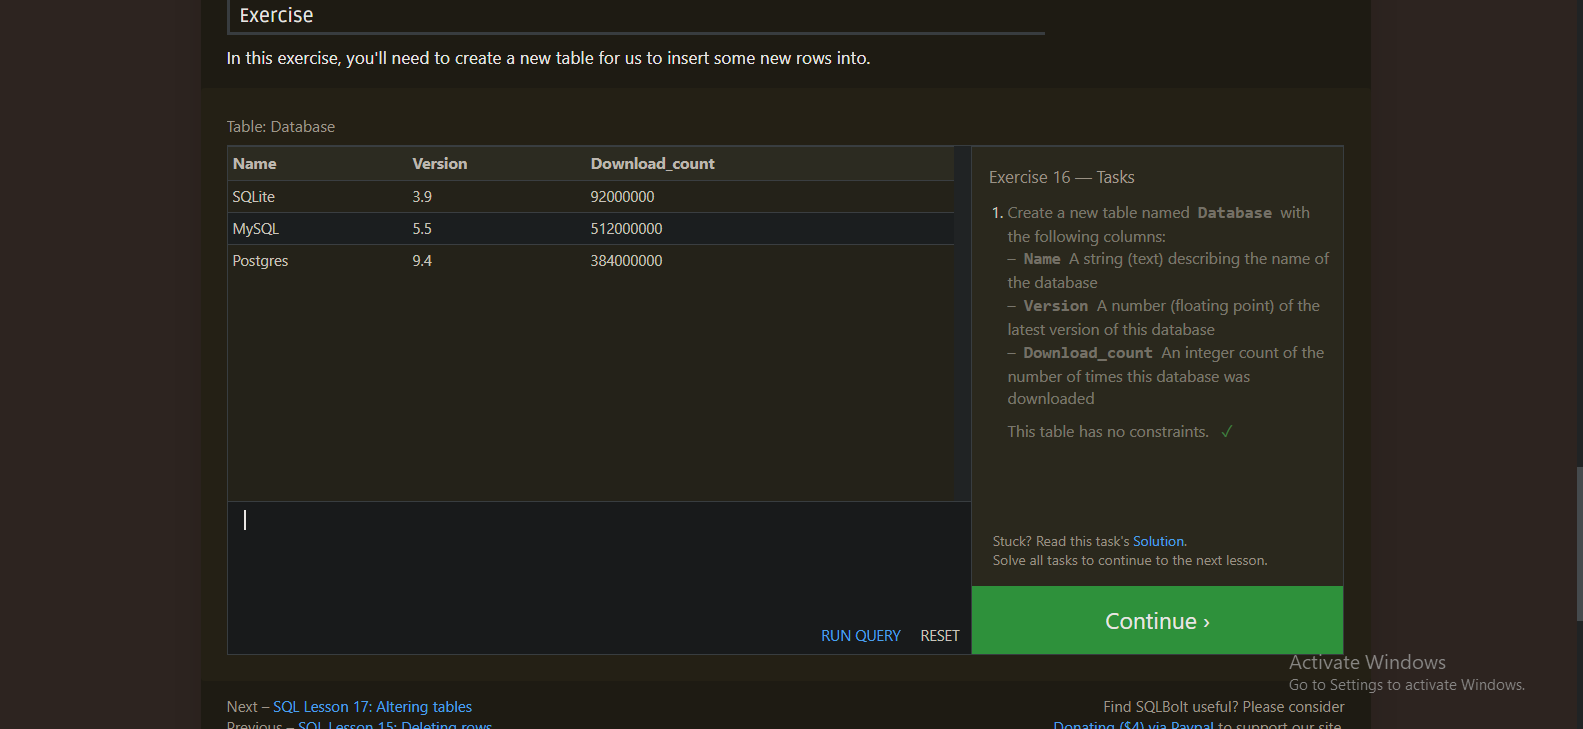 Exercise
In this exercise, you'll need to create a new table for us to insert some new rows into.
Table: Database
Name Version Download_count
SQLite 3.9 92000000
MySQL 5.5 512000000
Postgres 9.4 384000000
Exercise 16 — Tasks
1. Create a new table named Database with
the following columns:
– Name A string (text) describing the name of
the database
– Version A number (floating point) of the
latest version of this database
– Download_count An integer count of the
number of times this database was
downloaded
This table has no constraints. ✓
Stuck? Read this task's Solution.
Solve all tasks to continue to the next lesson.
RUN QUERY RESET
Continue ›
Activate Windows
Go to Settings to activate Windows.
Next – SQL Lesson 17: Altering tables
Previous – SQL Lesson 15: Deleting rows
Find SQLBolt useful? Please consider
Donating ($4) via Paypal to support our site.